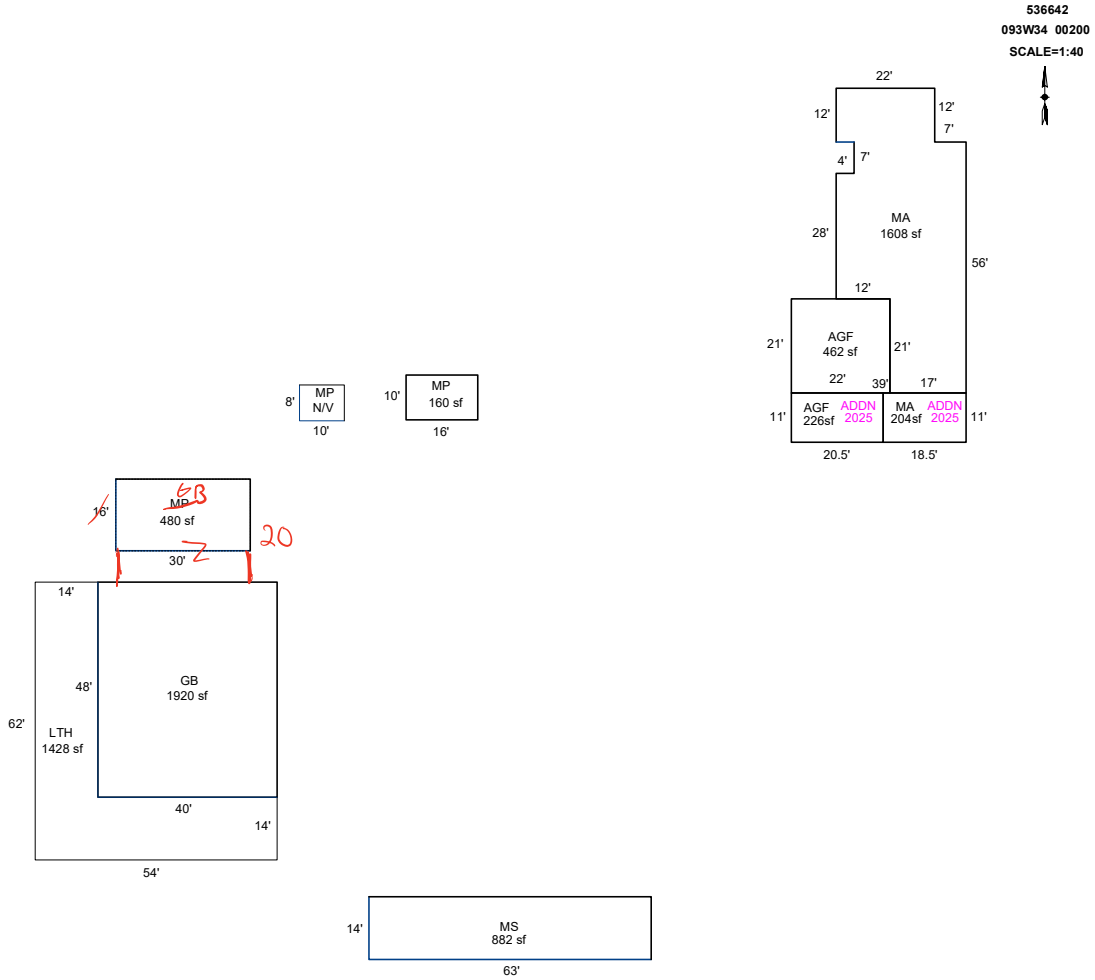 536642
093W34 00200
SCALE=1:40
22'
12'
12'
7'
4'
7'
MA
1608 sf
28'
56'
12'
AGF
462 sf
21'
21'
22'
39'
17'
11'
AGF
226sf
ADDN
2025
MA
204sf
ADDN
2025
11'
20.5'
18.5'
8'
MP
N/V
10'
10'
MP
160 sf
16'
16'
MP
GB
480 sf
30'
20
14'
48'
GB
1920 sf
62'
LTH
1428 sf
40'
14'
54'
14'
MS
882 sf
63'